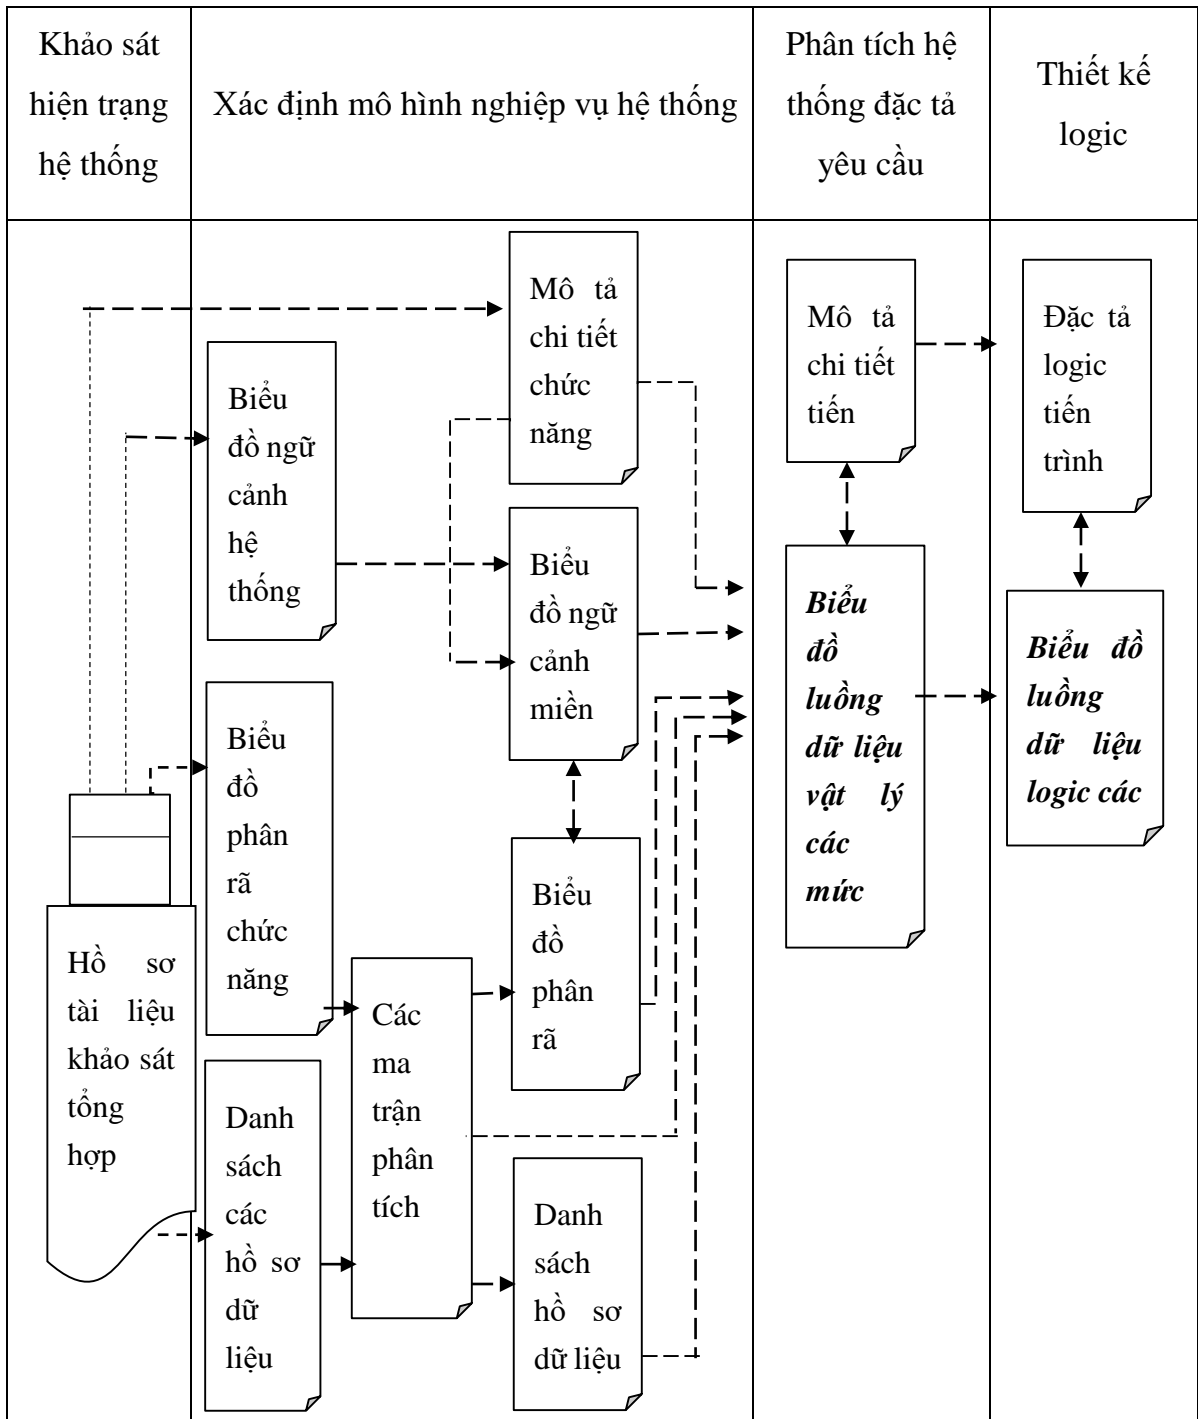 Khảo sát
hiện trạng
hệ thống
Xác định mô hình nghiệp vụ hệ thống
Phân tích hệ
thống đặc tả
yêu cầu
Thiết kế
logic
Hồ sơ
tài liệu
khảo sát
tổng
hợp
Biểu
đồ ngữ
cảnh
hệ
thống
Biểu
đồ
phân
rã
chức
năng
Danh
sách
các
hồ sơ
dữ
liệu
Các
ma
trận
phân
tích
Mô tả
chi tiết
chức
năng
Biểu
đồ ngữ
cảnh
miền
Biểu
đồ
phân
rã
Danh
sách
hồ sơ
dữ liệu
Mô tả
chi tiết
tiến
Biểu
đồ
luồng
dữ liệu
vật lý
các
mức
Đặc tả
logic
tiến
trình
Biểu đồ
luồng
dữ liệu
logic các